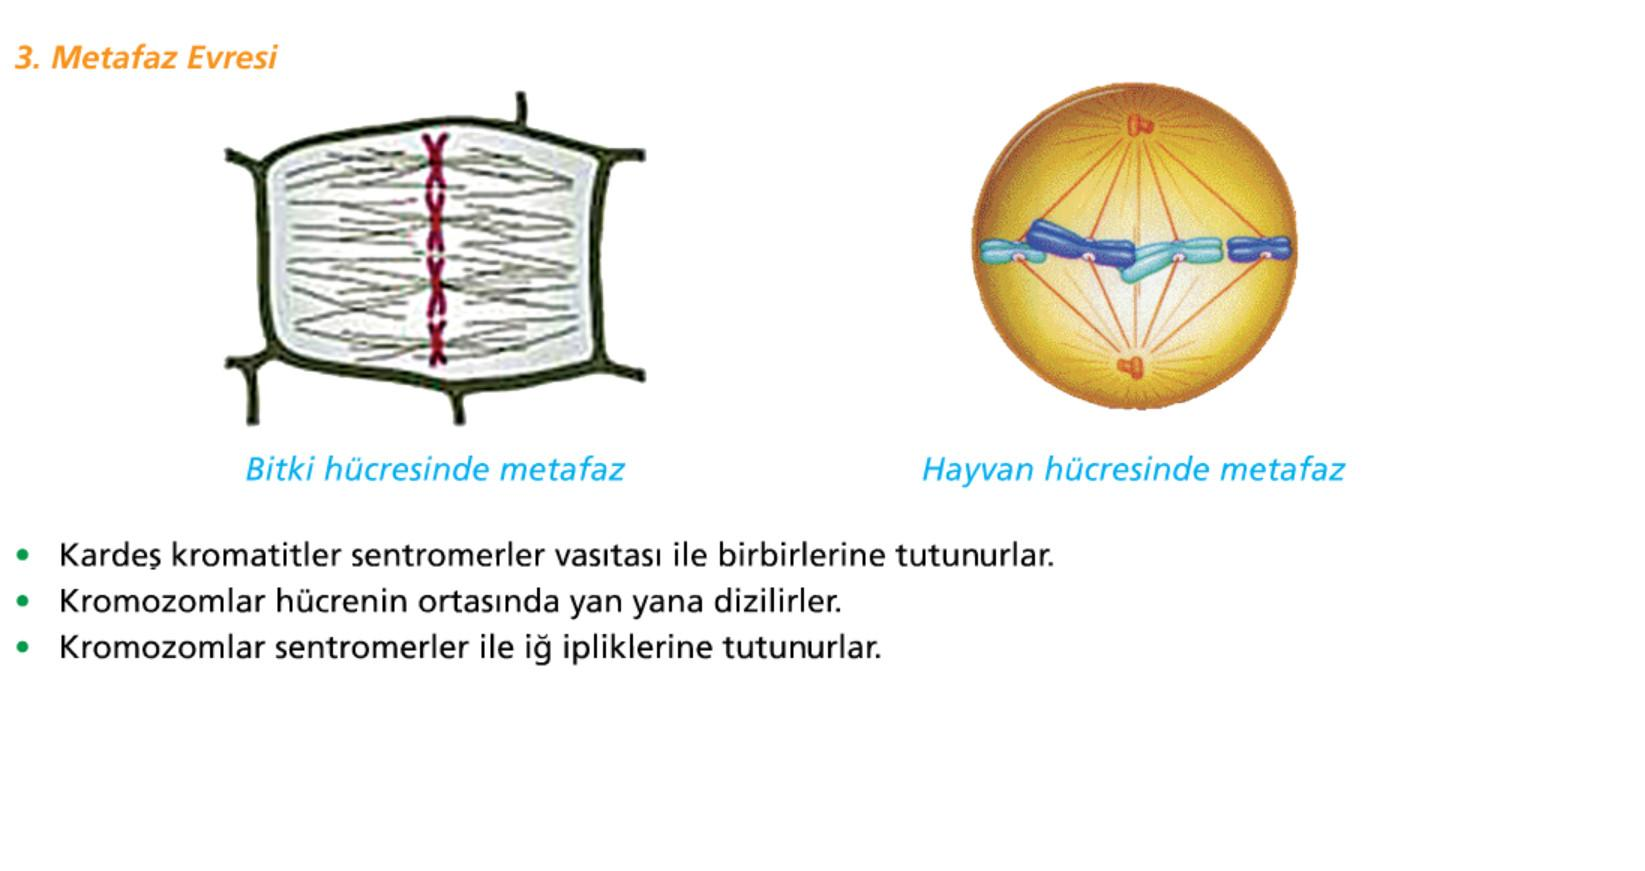 3. Metafaz Evresi
Bitki hücresinde metafaz
Hayvan hücresinde metafaz
• Kardeş kromatitler sentromerler vasıtası ile birbirlerine tutunurlar.
• Kromozomlar hücrenin ortasında yan yana dizilirler.
• Kromozomlar sentromerler ile iğ ipliklerine tutunurlar.